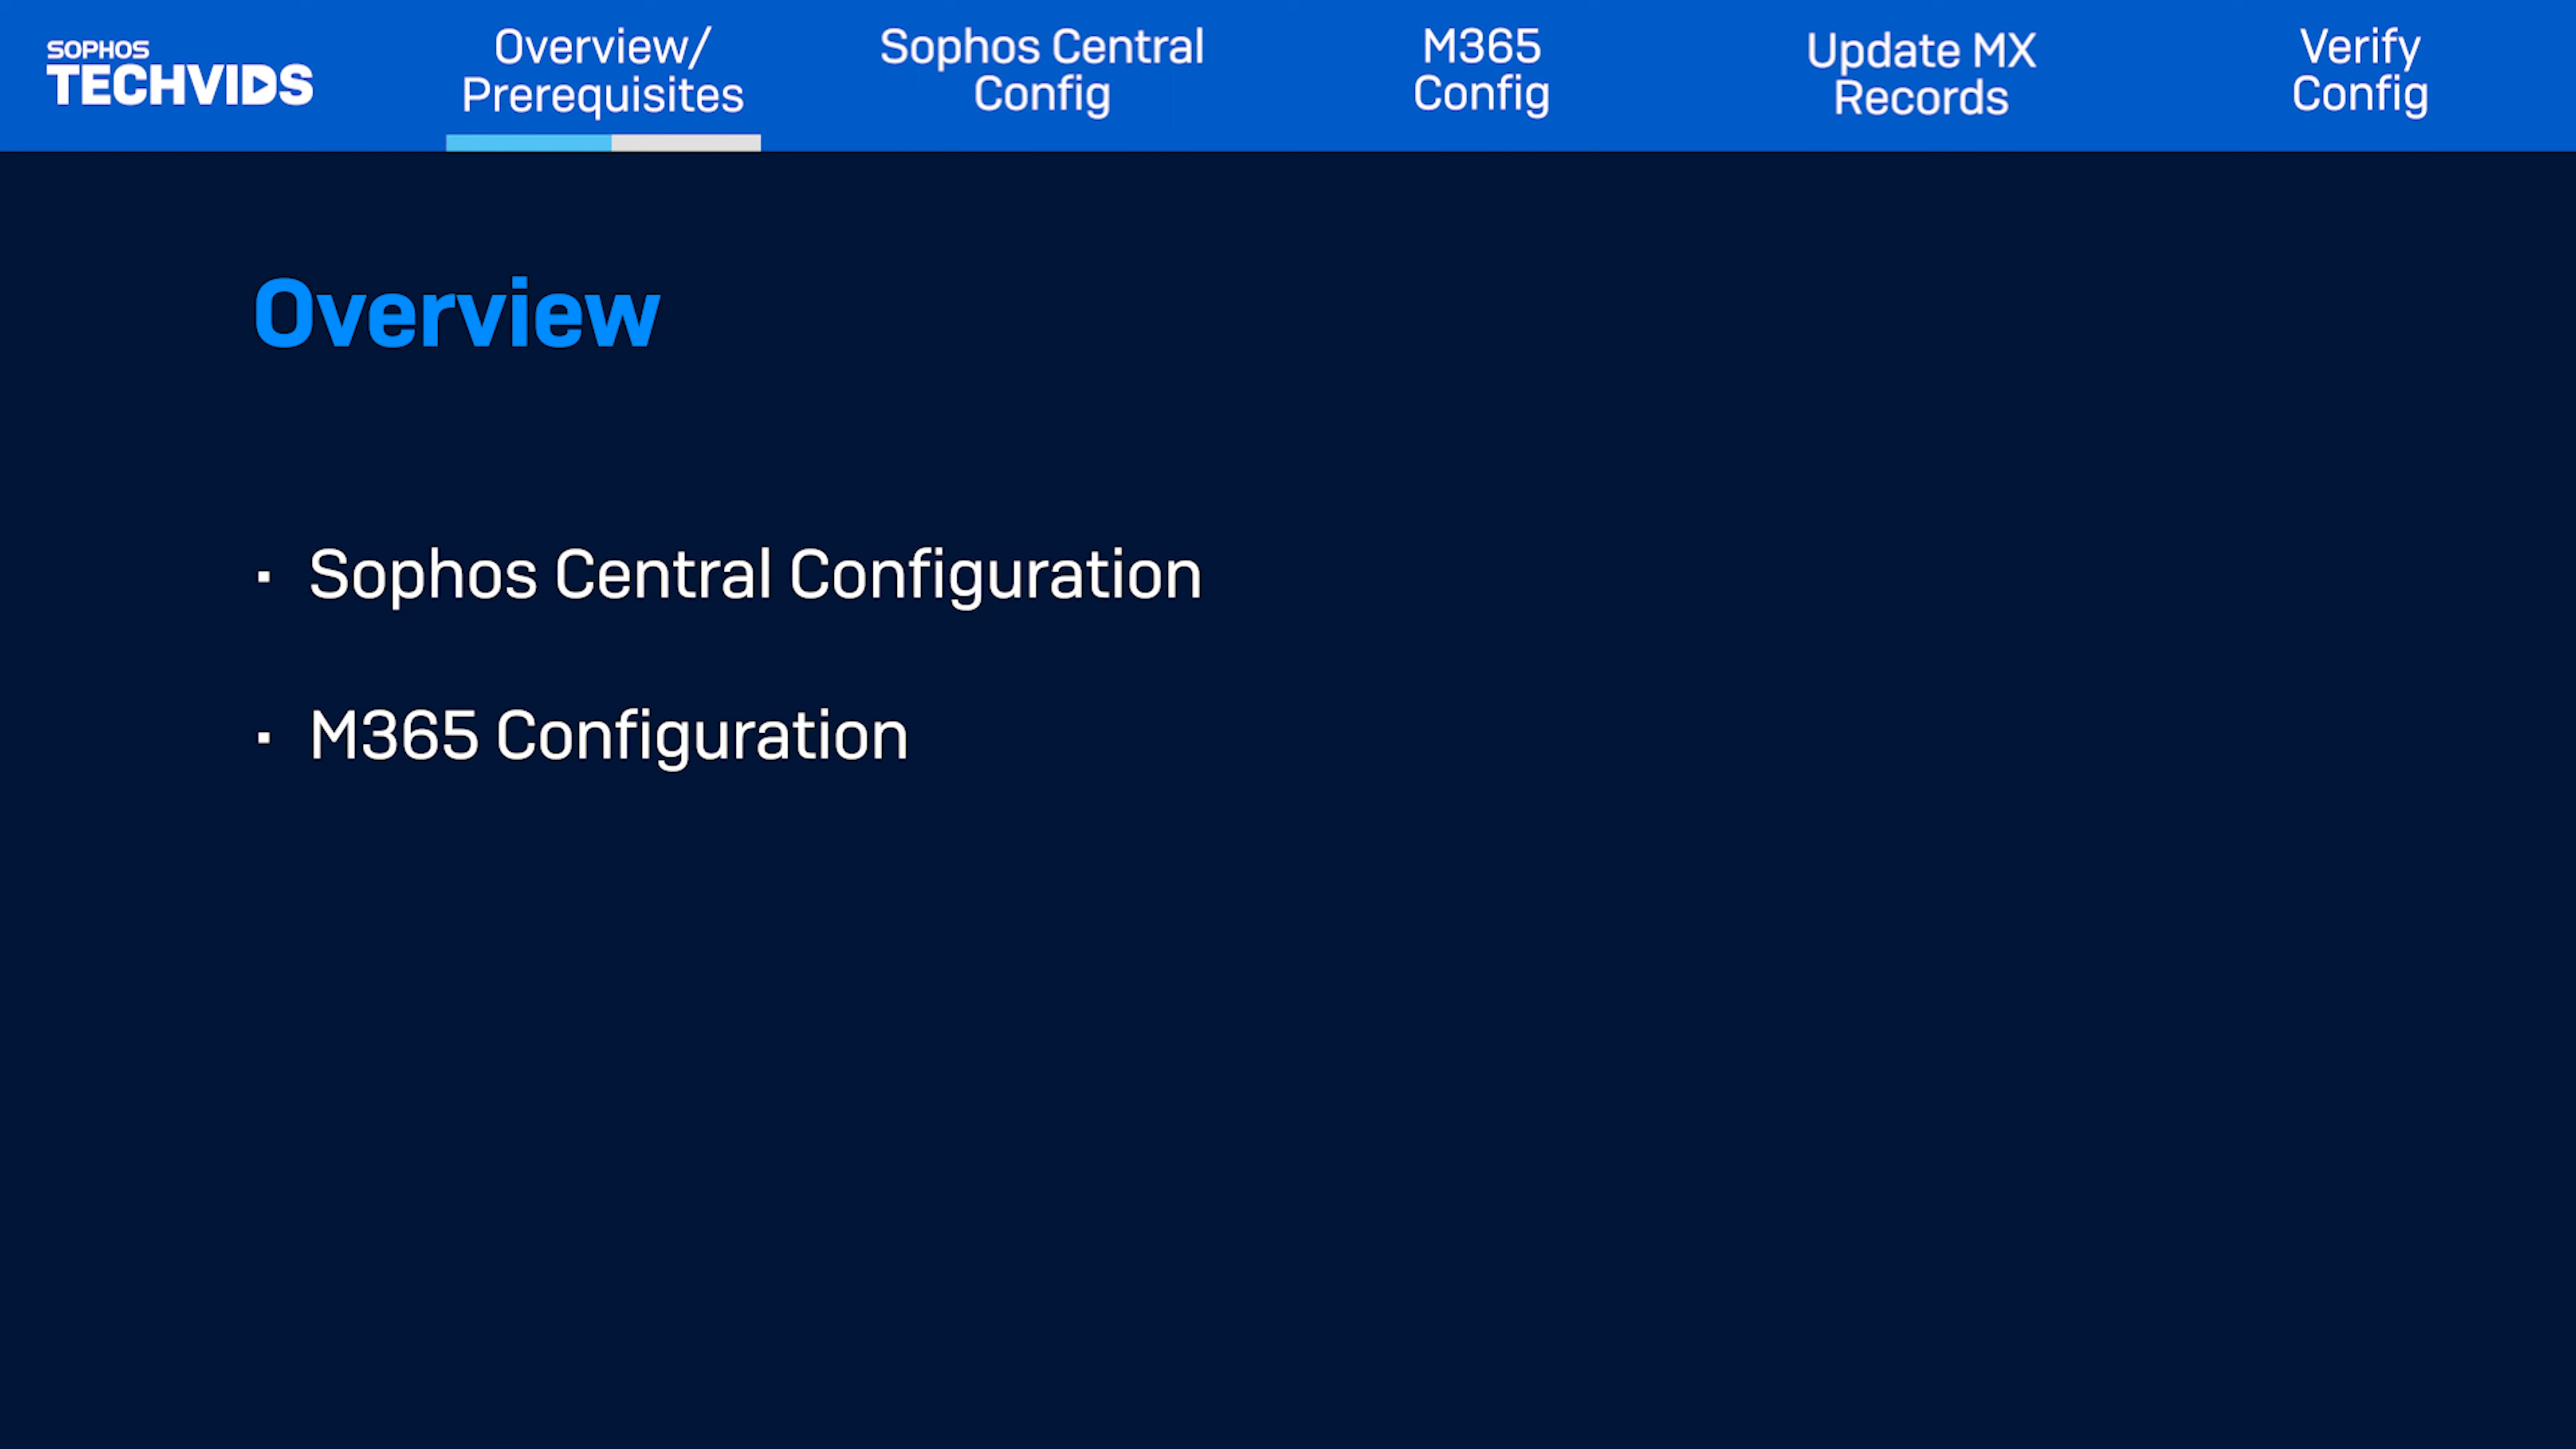 SOPHOS
TECHVIDS
Overview/
Prerequisites
Sophos Central
Config
M365
Config
Update MX
Records
Verify
Config
Overview
▪ Sophos Central Configuration
▪ M365 Configuration